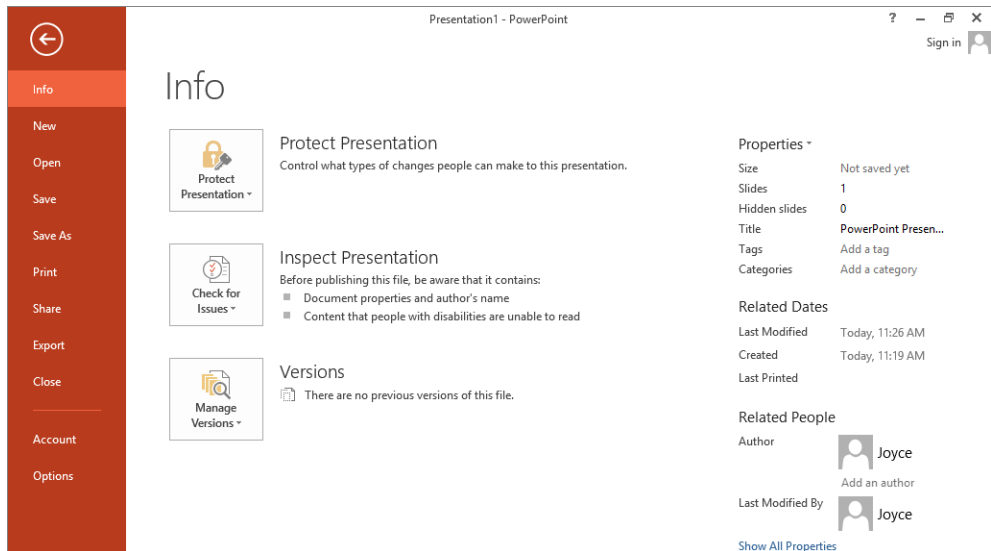 Presentation1 - PowerPoint
?
Sign in
Info
New
Open
Save
Save As
Print
Share
Export
Close
Account
Options
Info
Protect
Presentation
Protect Presentation
Control what types of changes people can make to this presentation.
Check for
Issues
Inspect Presentation
Before publishing this file, be aware that it contains:
Document properties and author's name
Content that people with disabilities are unable to read
Manage
Versions
Versions
There are no previous versions of this file.
Properties
Size Not saved yet
Slides 1
Hidden slides 0
Title PowerPoint Presen...
Tags Add a tag
Categories Add a category
Related Dates
Last Modified Today, 11:26 AM
Created Today, 11:19 AM
Last Printed
Related People
Author Joyce
Add an author
Last Modified By Joyce
Show All Properties